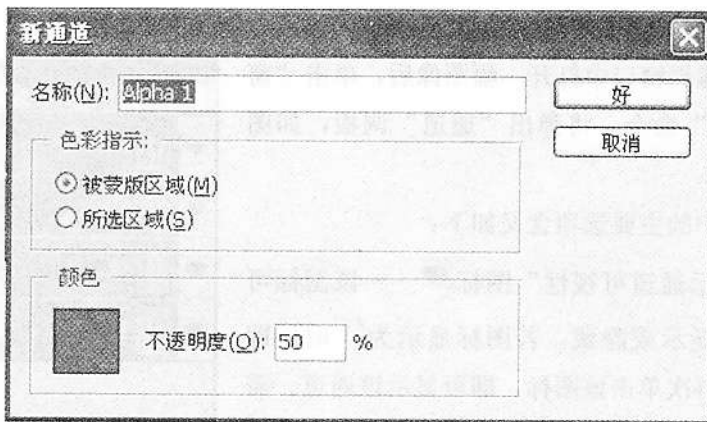 新通道
名称(N): Alpha 1
好
取消
色彩指示:
被蒙版区域(M)
所选区域(S)
颜色
不透明度(O): 50 %